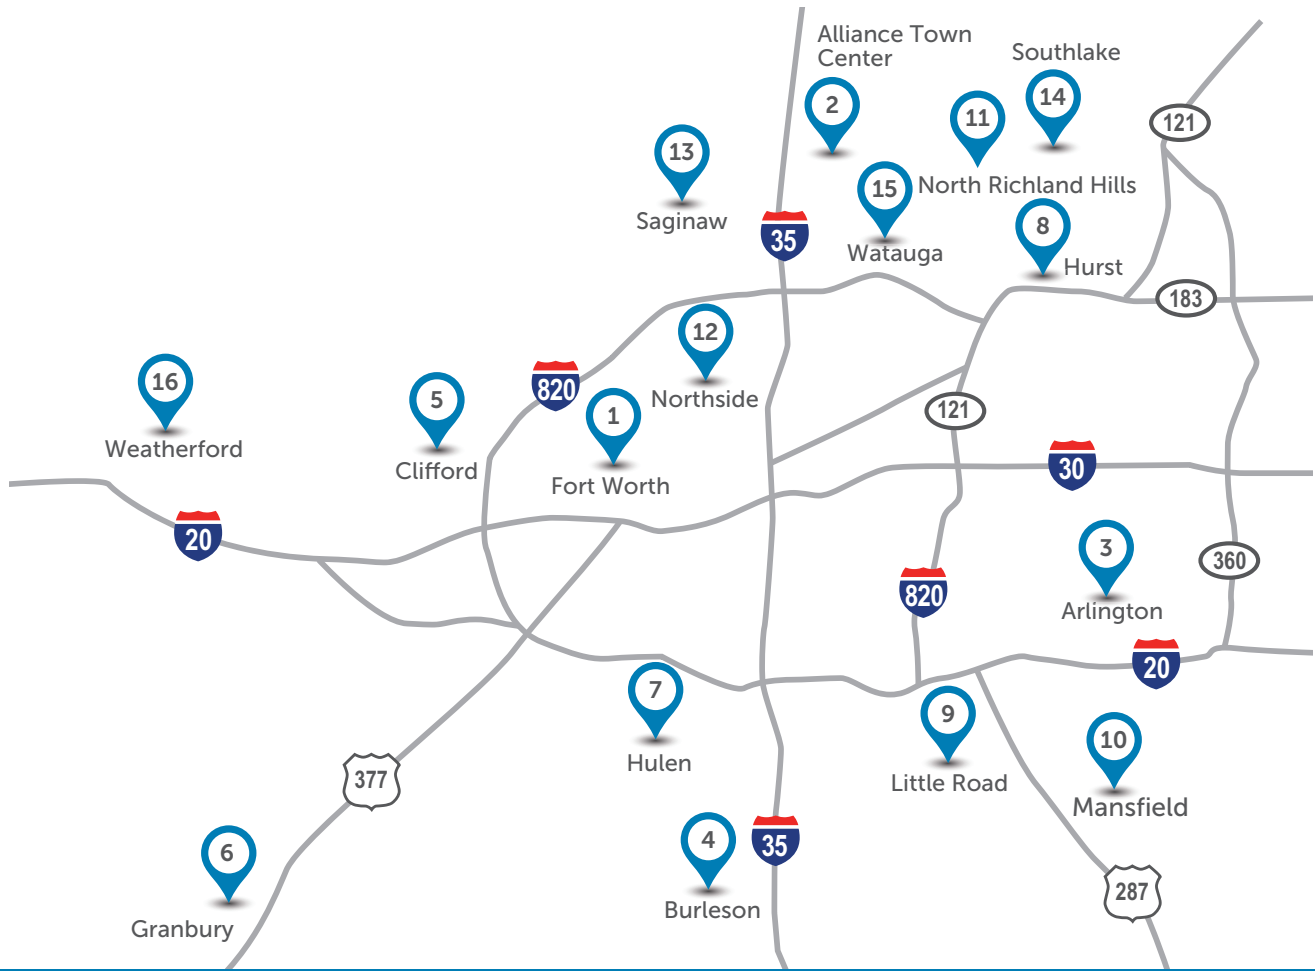 Alliance Town
Center
2
Southlake
14
11
North Richland Hills
121
13
Saginaw
15
Watauga
35
8
Hurst
183
12
Northside
820
16
Weatherford
5
Clifford
1
Fort Worth
121
30
20
3
Arlington
360
820
20
7
Hulen
9
Little Road
10
Mansfield
377
4
Burleson
35
6
Granbury
287